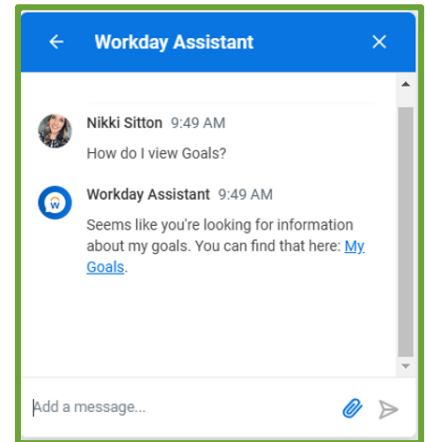 Workday Assistant
Nikki Sitton 9:49 AM
How do I view Goals?
Workday Assistant 9:49 AM
Seems like you're looking for information
about my goals. You can find that here: My
Goals.
Add a message...